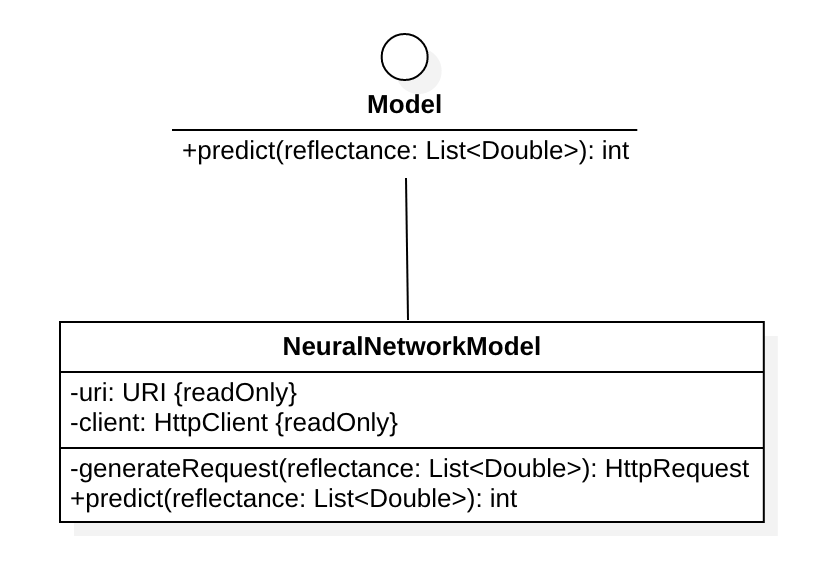 Model
+predict(reflectance: List<Double>): int
NeuralNetworkModel
-uri: URI {readOnly}
-client: HttpClient {readOnly}
-generateRequest(reflectance: List<Double>): HttpRequest
+predict(reflectance: List<Double>): int